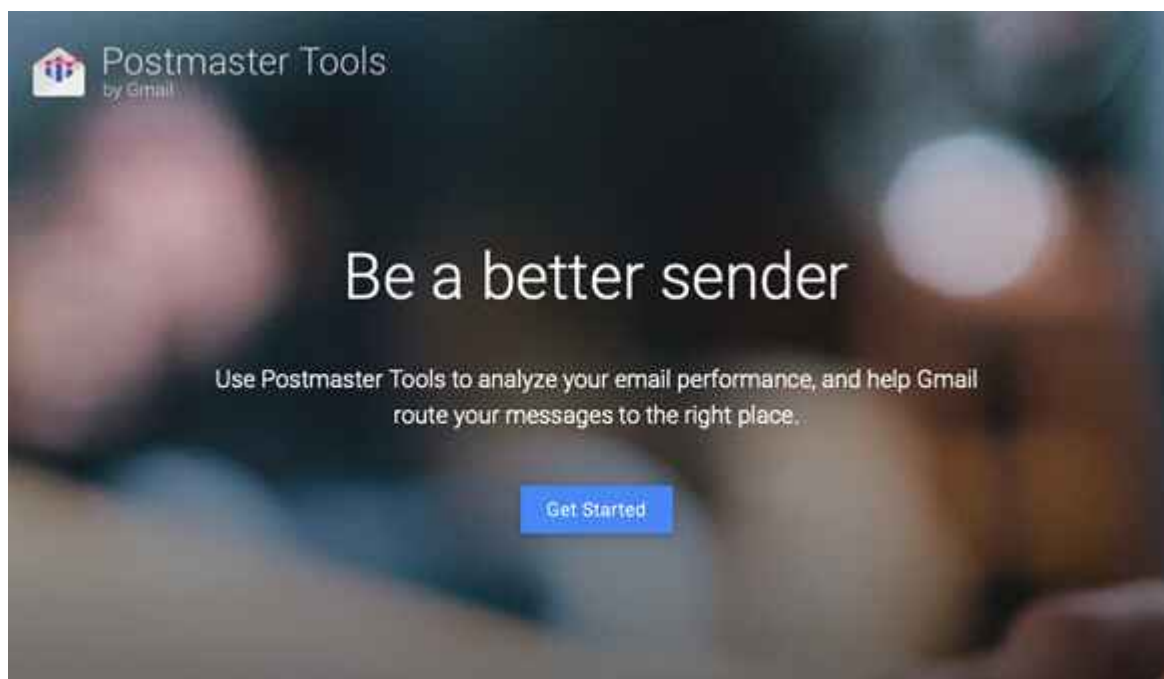 Postmaster Tools
by Gmail
Be a better sender
Use Postmaster Tools to analyze your email performance, and help Gmail
route your messages to the right place.
Get Started